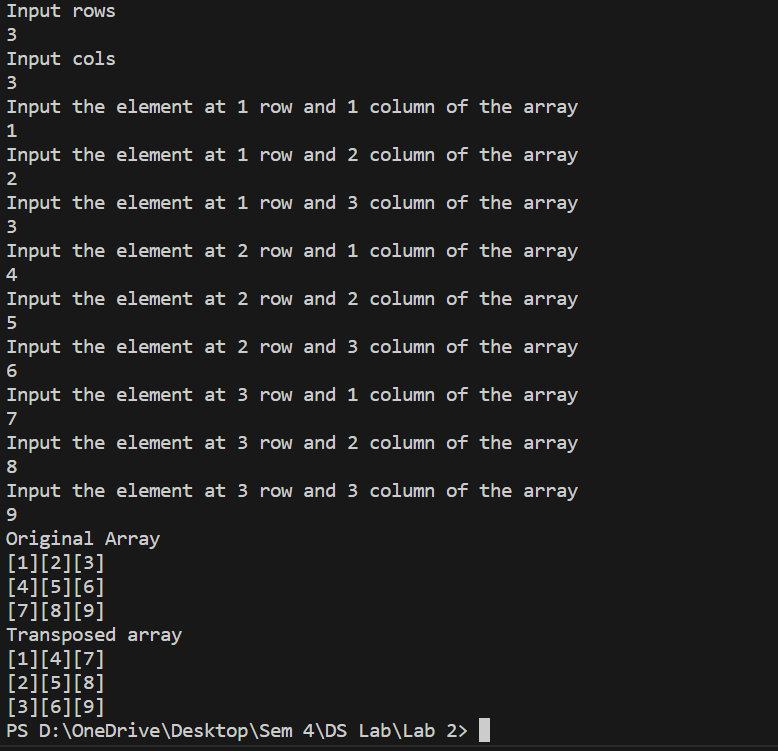 Input rows
3
Input cols
3
Input the element at 1 row and 1 column of the array
1
Input the element at 1 row and 2 column of the array
2
Input the element at 1 row and 3 column of the array
3
Input the element at 2 row and 1 column of the array
4
Input the element at 2 row and 2 column of the array
5
Input the element at 2 row and 3 column of the array
6
Input the element at 3 row and 1 column of the array
7
Input the element at 3 row and 2 column of the array
8
Input the element at 3 row and 3 column of the array
9
Original Array
[1][2][3]
[4][5][6]
[7][8][9]
Transposed array
[1][4][7]
[2][5][8]
[3][6][9]
PS D:\OneDrive\Desktop\Sem 4\DS Lab\Lab 2>